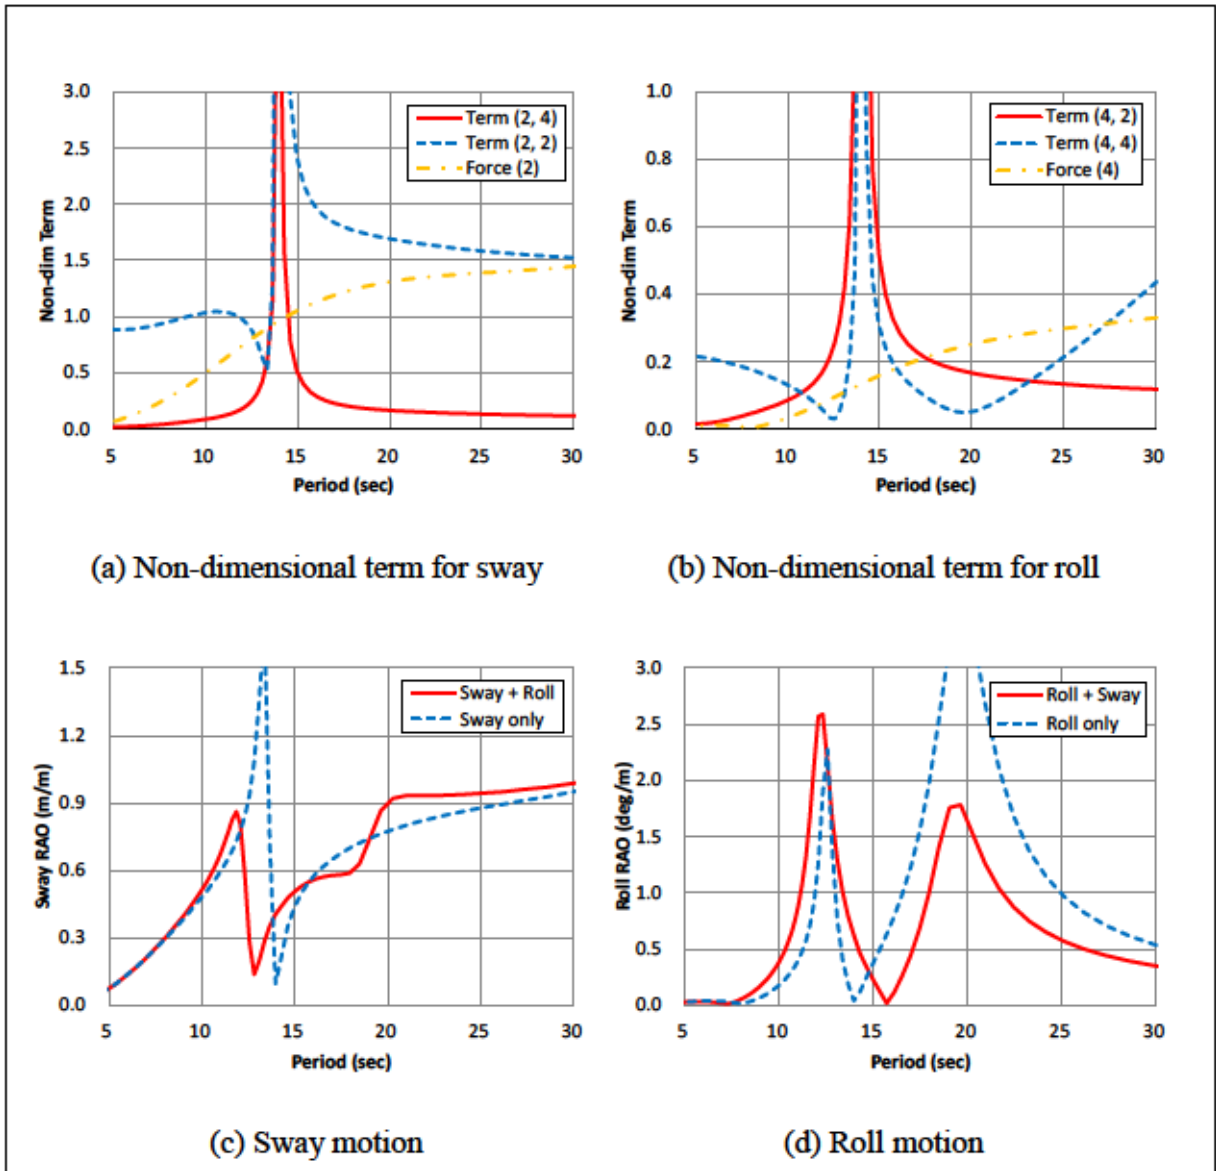 3.0
2.5
2.0
1.5
1.0
0.5
0.0
Non-dim Term
Term (2, 4)
Term (2, 2)
Force (2)
5 10 15 20 25 30
Period (sec)
(a) Non-dimensional term for sway
1.0
0.8
0.6
0.4
0.2
0.0
Non-dim Term
Term (4, 2)
Term (4, 4)
Force (4)
5 10 15 20 25 30
Period (sec)
(b) Non-dimensional term for roll
1.5
1.2
0.9
0.6
0.3
0.0
Sway RAO (m/m)
Sway + Roll
Sway only
5 10 15 20 25 30
Period (sec)
(c) Sway motion
3.0
2.5
2.0
1.5
1.0
0.5
0.0
Roll RAO (deg/m)
Roll + Sway
Roll only
5 10 15 20 25 30
Period (sec)
(d) Roll motion